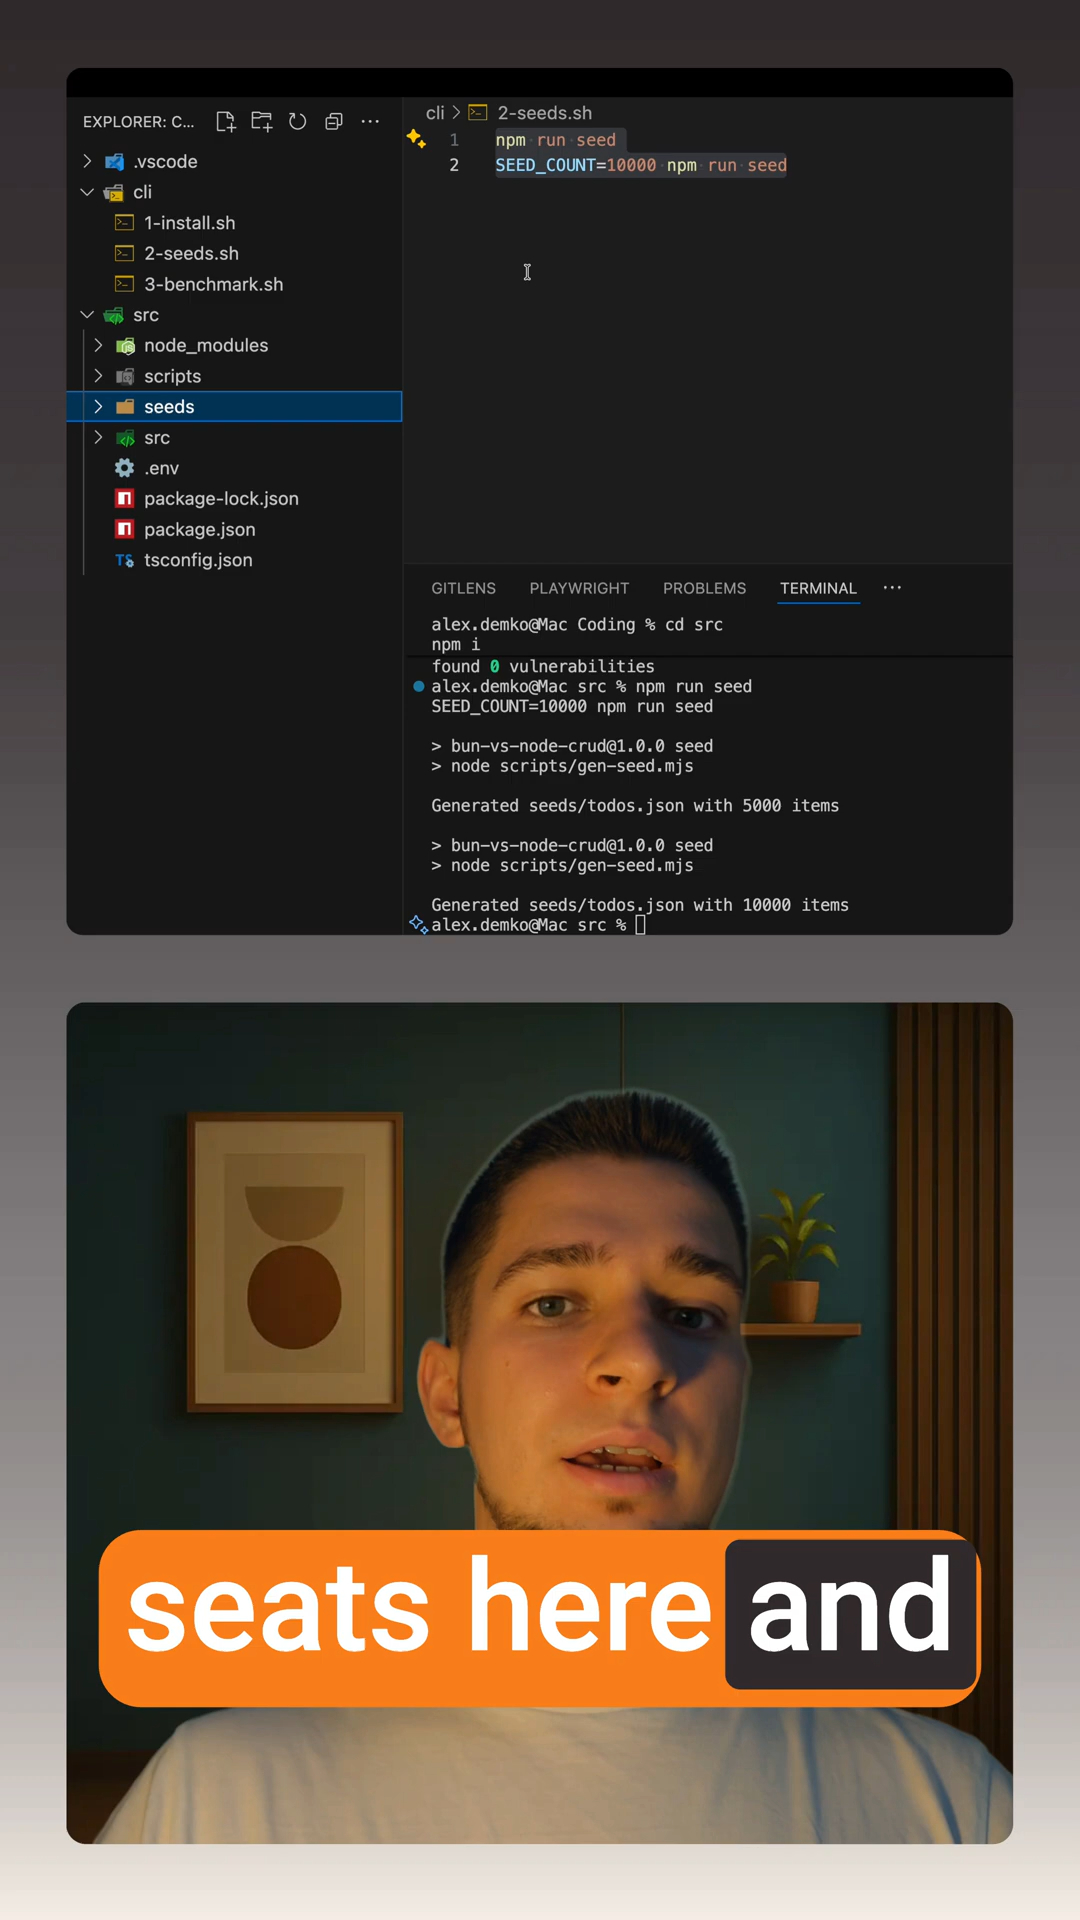 EXPLORER: C...
.vscode
cli
1-install.sh
2-seeds.sh
3-benchmark.sh
src
node_modules
scripts
seeds
src
.env
package-lock.json
package.json
TS tsconfig.json
cli > 2-seeds.sh
1 npm run seed
2 SEED_COUNT=10000 npm run seed
GITLENS PLAYWRIGHT PROBLEMS TERMINAL ...
alex.demko@Mac Coding % cd src
npm i
found 0 vulnerabilities
alex.demko@Mac src % npm run seed
SEED_COUNT=10000 npm run seed
> bun-vs-node-crud@1.0.0 seed
> node scripts/gen-seed.mjs
Generated seeds/todos.json with 5000 items
> bun-vs-node-crud@1.0.0 seed
> node scripts/gen-seed.mjs
Generated seeds/todos.json with 10000 items
alex.demko@Mac src %
seats here and